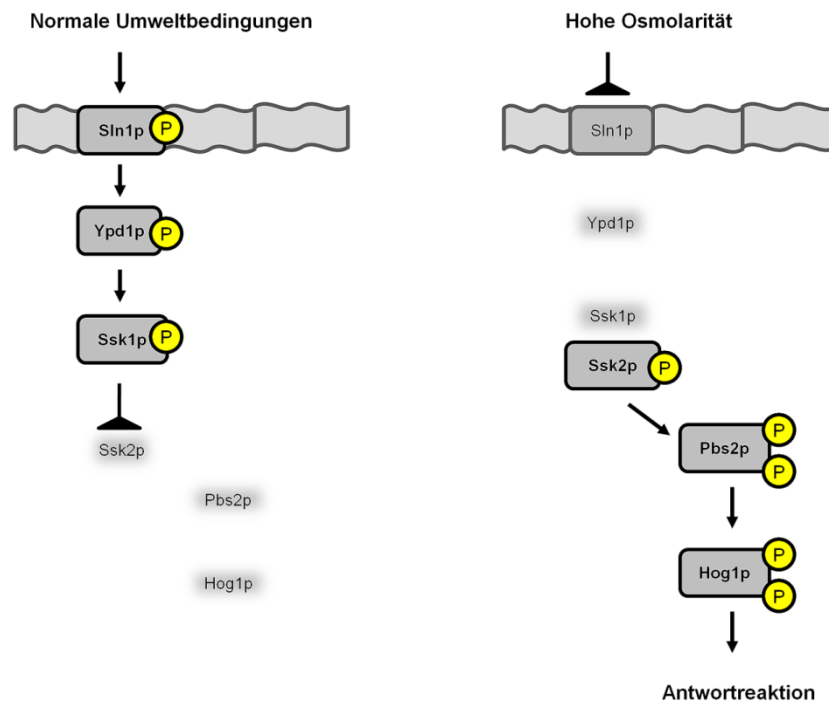 Normale Umweltbedingungen
Sln1p
P
Ypd1p
P
Ssk1p
P
Ssk2p
Pbs2p
Hog1p
Hohe Osmolarität
Sln1p
Ypd1p
Ssk1p
Ssk2p
P
Pbs2p
P
P
Hog1p
P
P
Antwortreaktion